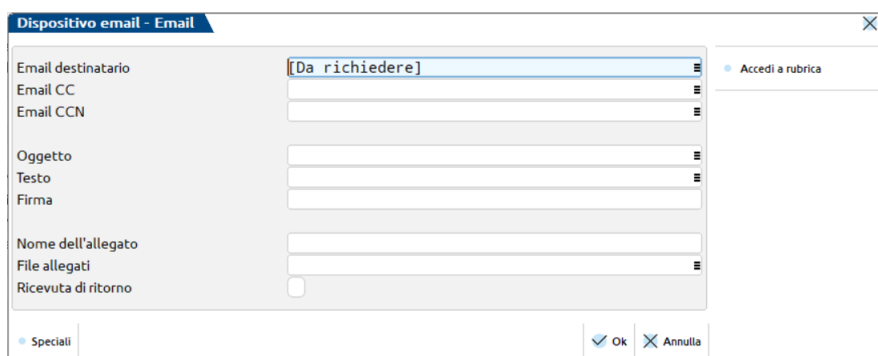 Dispositivo email - Email
Email destinatario [Da richiedere]
Accedi a rubrica
Email CC
Email CCN
Oggetto
Testo
Firma
Nome dell'allegato
File allegati
Ricevuta di ritorno
Speciali Ok Annulla